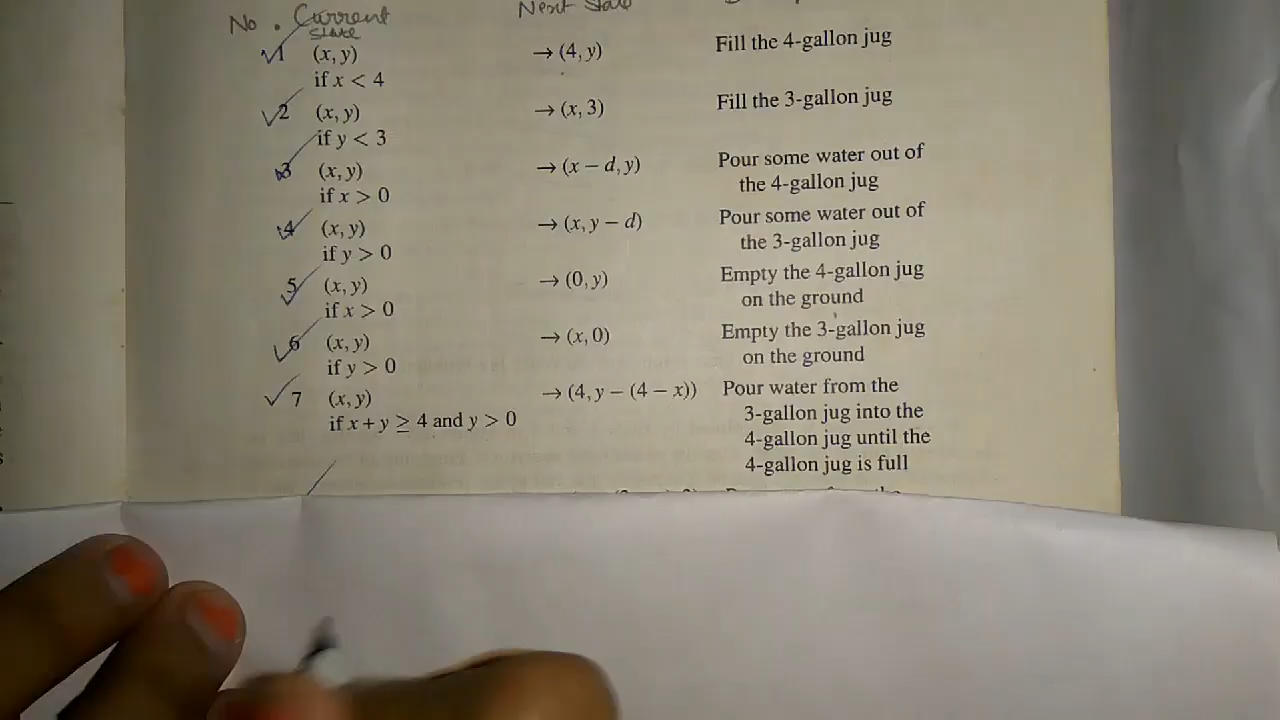 No. Current Next State
state
1 (x, y) → (4, y) Fill the 4-gallon jug
if x < 4
2 (x, y) → (x, 3) Fill the 3-gallon jug
if y < 3
3 (x, y) → (x − d, y) Pour some water out of
if x > 0 the 4-gallon jug
4 (x, y) → (x, y − d) Pour some water out of
if y > 0 the 3-gallon jug
5 (x, y) → (0, y) Empty the 4-gallon jug
if x > 0 on the ground
6 (x, y) → (x, 0) Empty the 3-gallon jug
if y > 0 on the ground
7 (x, y) → (4, y − (4 − x)) Pour water from the
if x + y ≥ 4 and y > 0 3-gallon jug into the
4-gallon jug until the
4-gallon jug is full